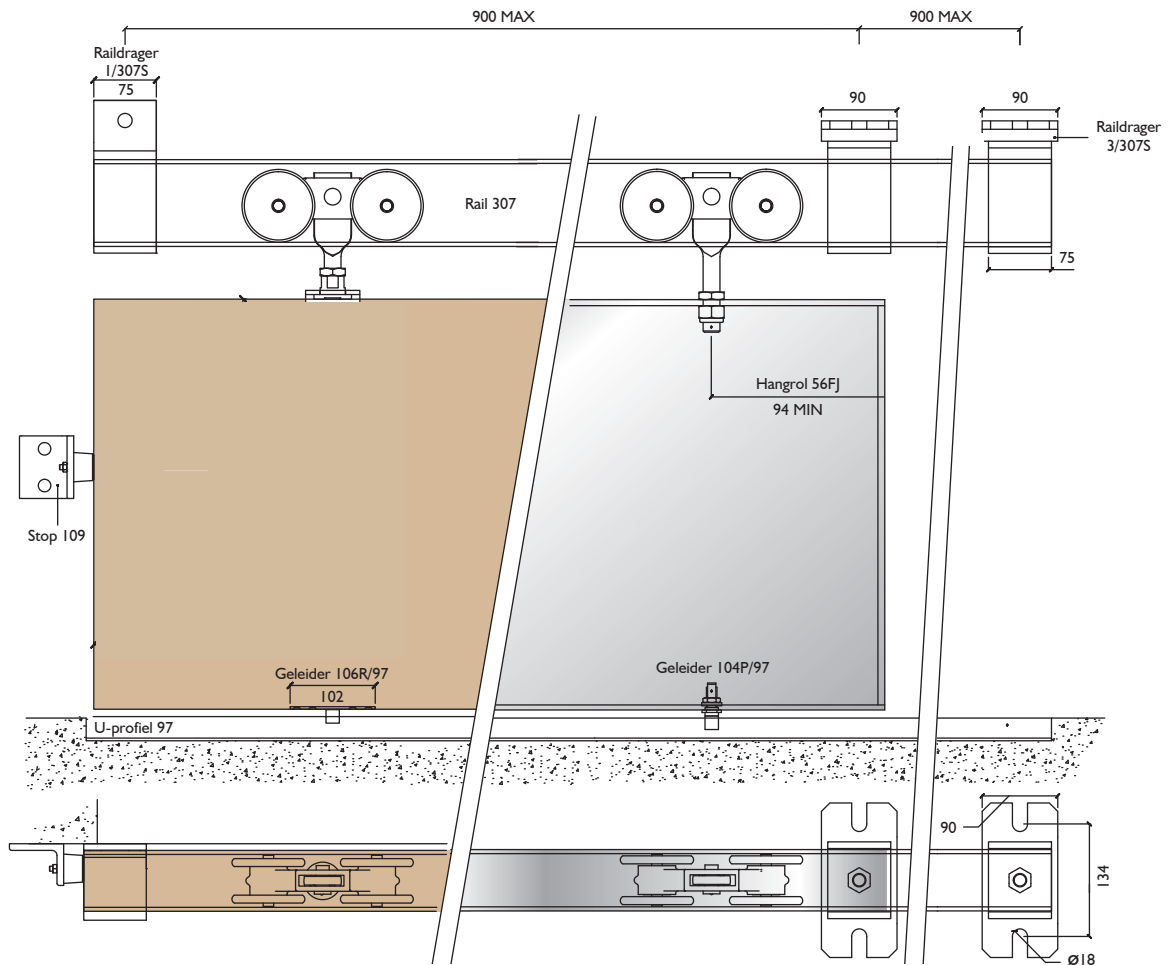 900 MAX
900 MAX
Raildrager
1/307S
75
90
90
Raildrager
3/307S
Rail 307
75
Hangrol 56FJ
94 MIN
Stop 109
Geleider 106R/97
102
Geleider 104P/97
U-profiel 97
90
134
Ø18